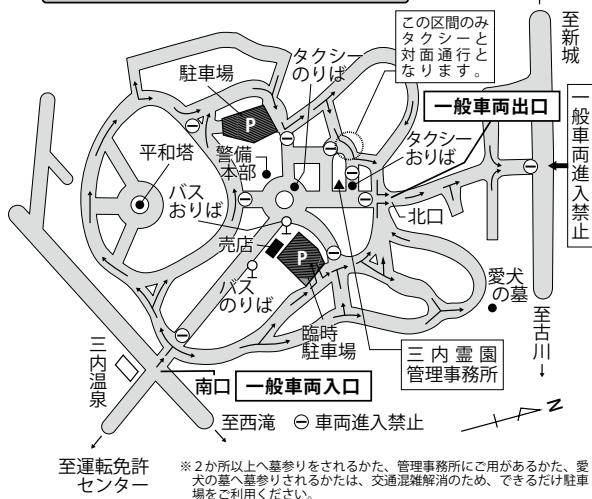 この区間のみ
タクシーと
対面通行と
なります。
至新城
駐車場
タクシー
のりば
P
一般車両出口
一般車両進入禁止
平和塔
警備
本部
タクシー
おりば
バス
おりば
北口
売店
P
バス
のりば
愛犬
の墓
臨時
駐車場
至古川
三内霊園
管理事務所
三内温泉
南口
一般車両入口
至西滝
車両進入禁止
N
至運転免許
センター
※２か所以上へ墓参りをされるかた、管理事務所にご用があるかた、愛
犬の墓へ墓参りされるかたは、交通混雑解消のため、できるだけ駐車
場をご利用ください。